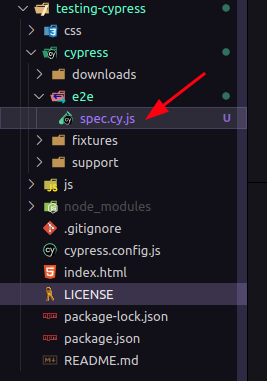 testing-cypress
css
cypress
downloads
e2e
spec.cy.js U
fixtures
support
js
node_modules
.gitignore
cypress.config.js
index.html
LICENSE
package-lock.json
package.json
README.md